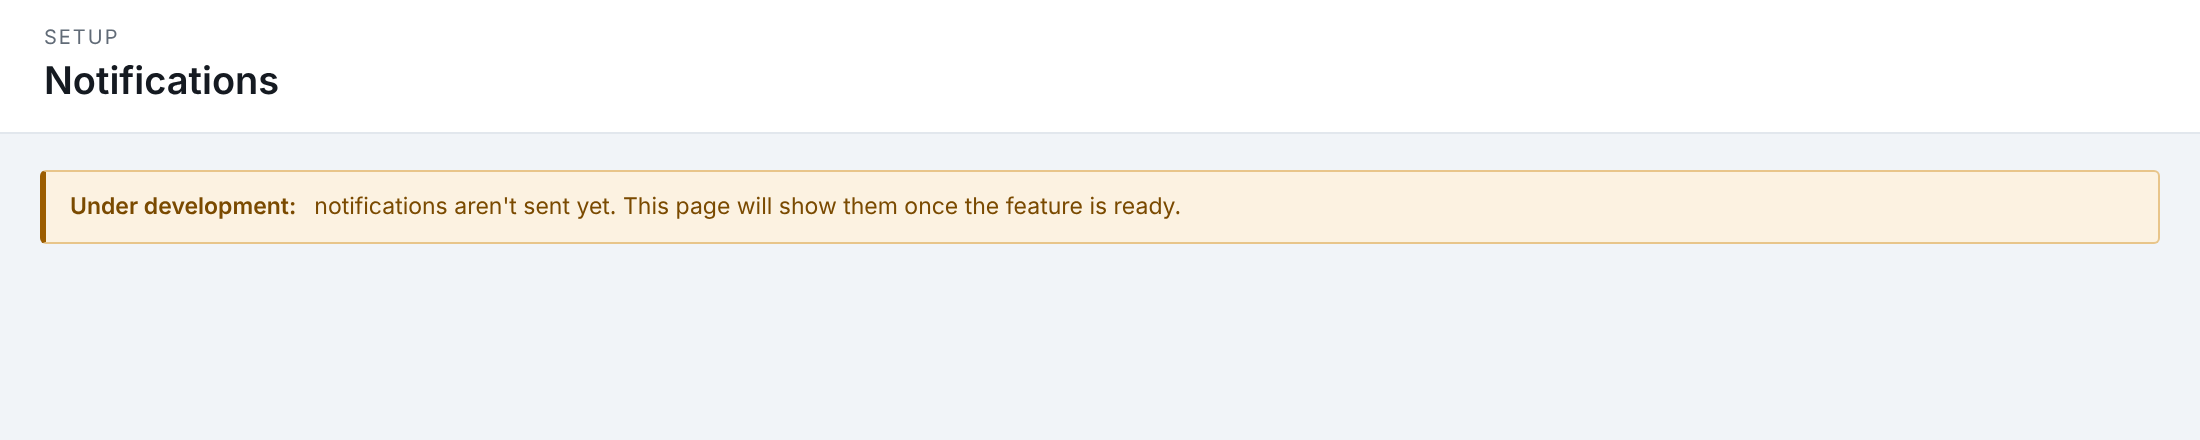 SETUP
Notifications
Under development: notifications aren't sent yet. This page will show them once the feature is ready.